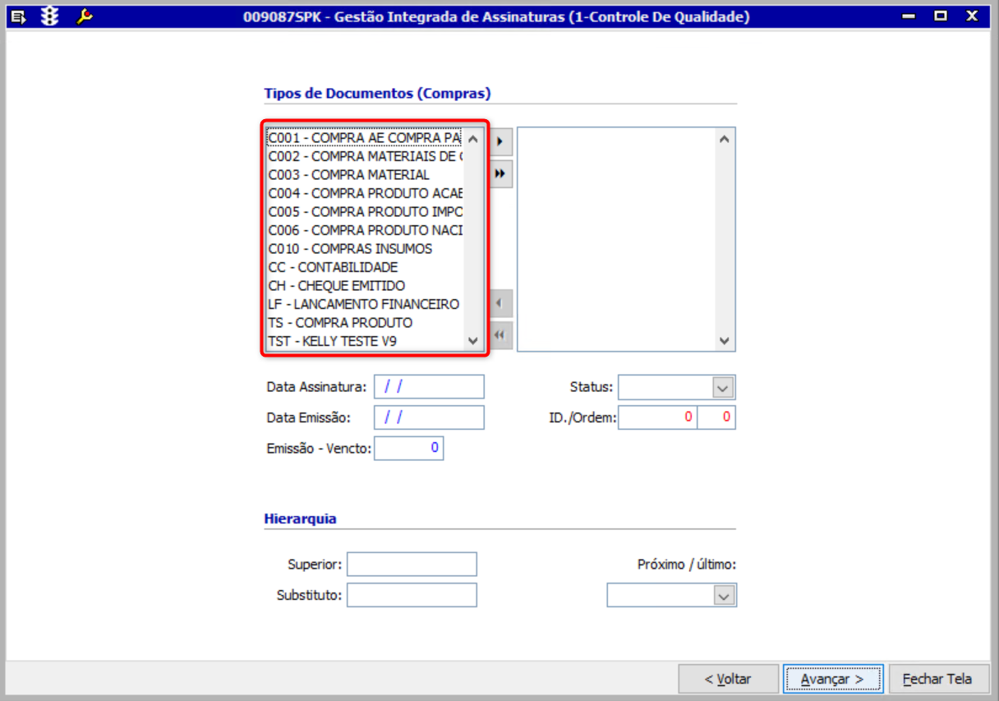 009087SPK - Gestão Integrada de Assinaturas (1-Controle De Qualidade)
Tipos de Documentos (Compras)
C001 - COMPRA AE COMPRA PA
C002 - COMPRA MATERIAIS DE
C003 - COMPRA MATERIAL
C004 - COMPRA PRODUTO ACAB
C005 - COMPRA PRODUTO IMPO
C006 - COMPRA PRODUTO NACI
C010 - COMPRAS INSUMOS
CC - CONTABILIDADE
CH - CHEQUE EMITIDO
LF - LANCAMENTO FINANCEIRO
TS - COMPRA PRODUTO
TST - KELLY TESTE V9
Data Assinatura: / / Status:
Data Emissão: / / ID./Ordem: 0 0
Emissão - Vencto: 0
Hierarquia
Superior: Próximo / último:
Substituto:
< Voltar Avançar > Fechar Tela